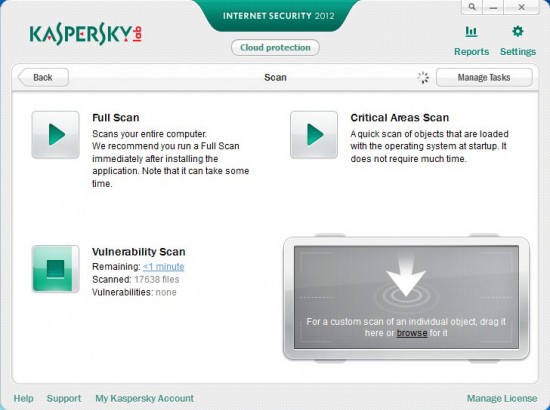 INTERNET SECURITY 2012
KASPERSKY lab
Cloud protection
Reports
Settings
Back
Scan
Manage Tasks
Full Scan
Scans your entire computer.
We recommend you run a Full Scan
immediately after installing the
application. Note that it can take some
time.
Critical Areas Scan
A quick scan of objects that are loaded
with the operating system at startup. It
does not require much time.
Vulnerability Scan
Remaining: <1 minute
Scanned: 17638 files
Vulnerabilities: none
For a custom scan of an individual object, drag it
here or browse for it
Help
Support
My Kaspersky Account
Manage License